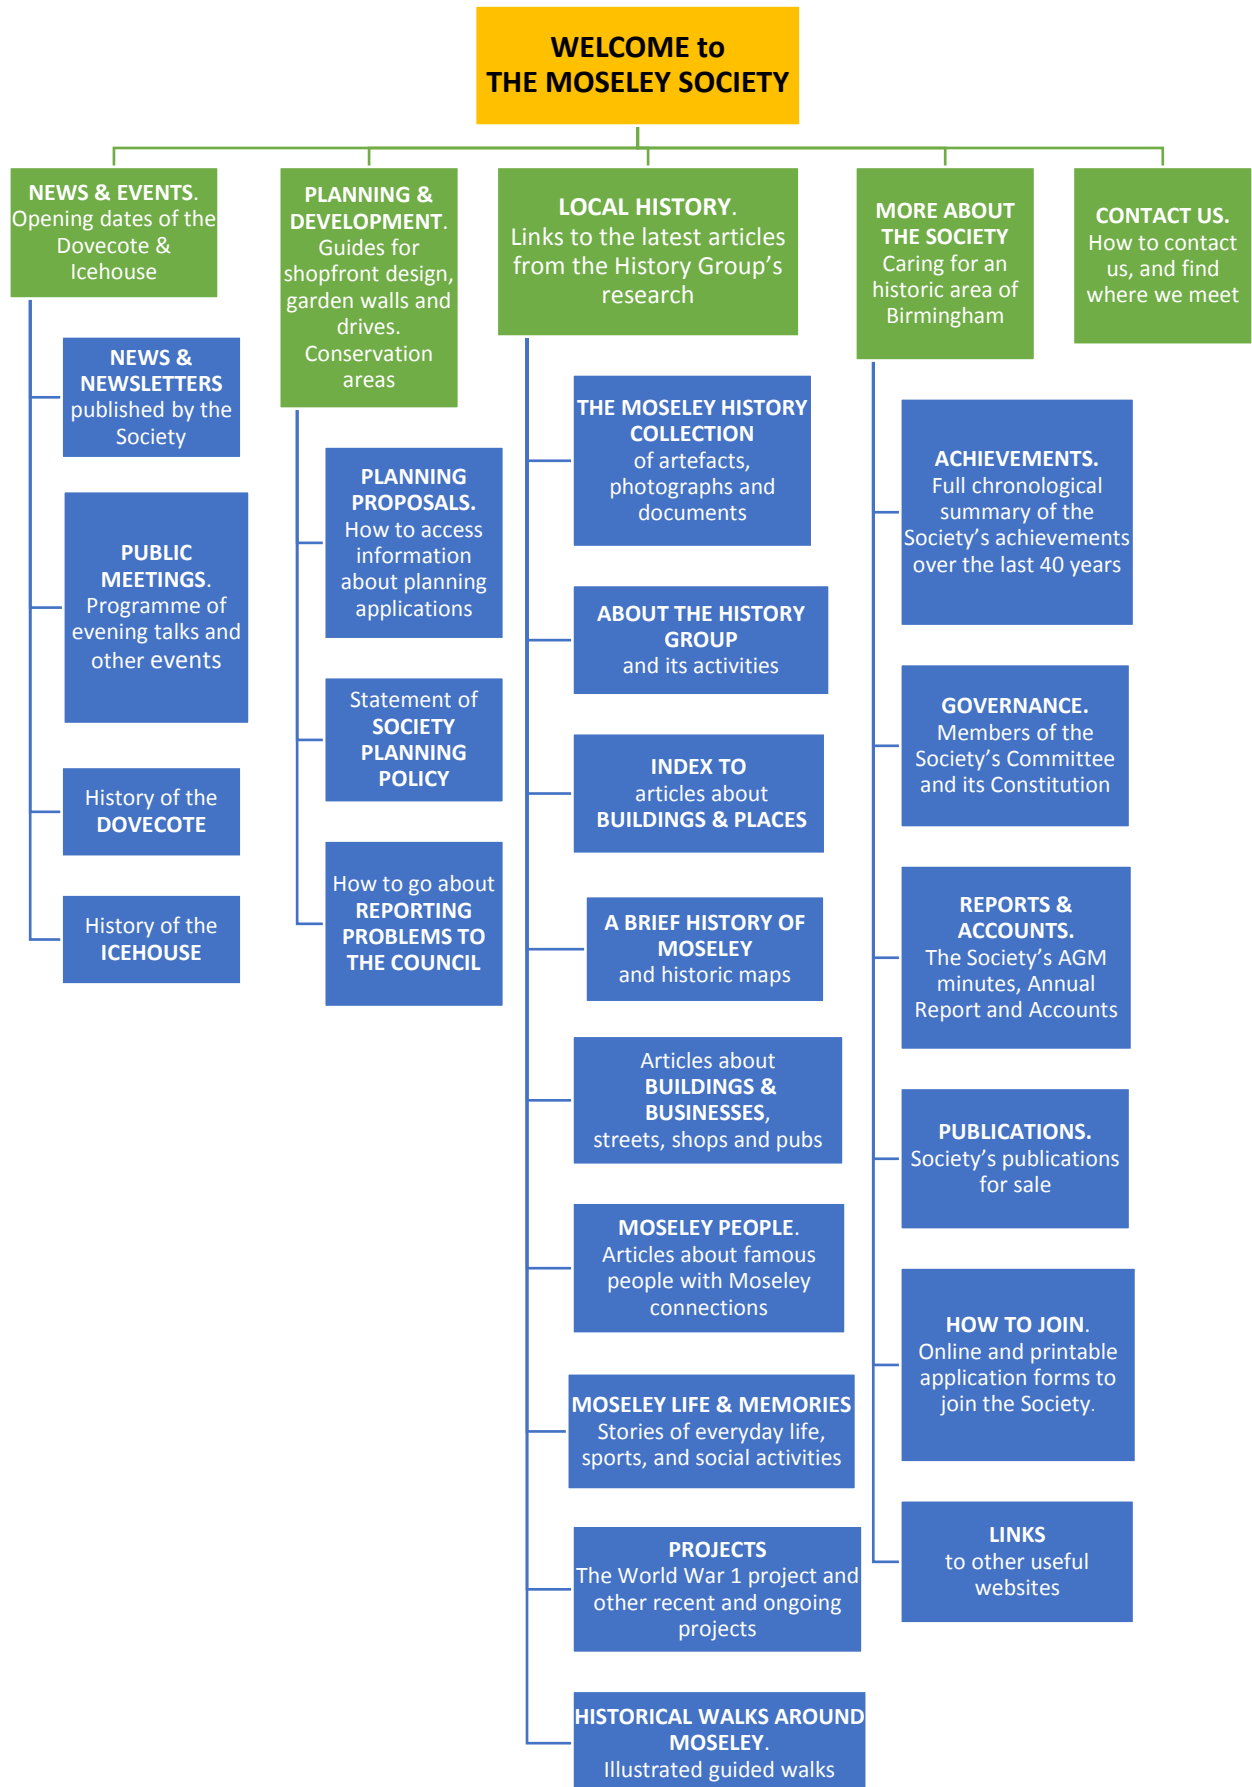 WELCOME to
THE MOSELEY SOCIETY
NEWS & EVENTS.
Opening dates of the
Dovecote &
Icehouse
NEWS &
NEWSLETTERS
published by the
Society
PUBLIC
MEETINGS.
Programme of
evening talks and
other events
History of the
DOVECOTE
History of the
ICEHOUSE
PLANNING &
DEVELOPMENT.
Guides for
shopfront design,
garden walls and
drives.
Conservation
areas
PLANNING
PROPOSALS.
How to access
information
about planning
applications
Statement of
SOCIETY
PLANNING
POLICY
How to go about
REPORTING
PROBLEMS TO
THE COUNCIL
LOCAL HISTORY.
Links to the latest articles
from the History Group’s
research
THE MOSELEY HISTORY
COLLECTION
of artefacts,
photographs and
documents
ABOUT THE HISTORY
GROUP
and its activities
INDEX TO
articles about
BUILDINGS & PLACES
A BRIEF HISTORY OF
MOSELEY
and historic maps
Articles about
BUILDINGS &
BUSINESSES,
streets, shops and pubs
MOSELEY PEOPLE.
Articles about famous
people with Moseley
connections
MOSELEY LIFE & MEMORIES
Stories of everyday life,
sports, and social activities
PROJECTS
The World War 1 project and
other recent and ongoing
projects
HISTORICAL WALKS AROUND
MOSELEY.
Illustrated guided walks
MORE ABOUT
THE SOCIETY
Caring for an
historic area of
Birmingham
ACHIEVEMENTS.
Full chronological
summary of the
Society’s achievements
over the last 40 years
GOVERNANCE.
Members of the
Society’s Committee
and its Constitution
REPORTS &
ACCOUNTS.
The Society’s AGM
minutes, Annual
Report and Accounts
PUBLICATIONS.
Society’s publications
for sale
HOW TO JOIN.
Online and printable
application forms to
join the Society.
LINKS
to other useful
websites
CONTACT US.
How to contact
us, and find
where we meet